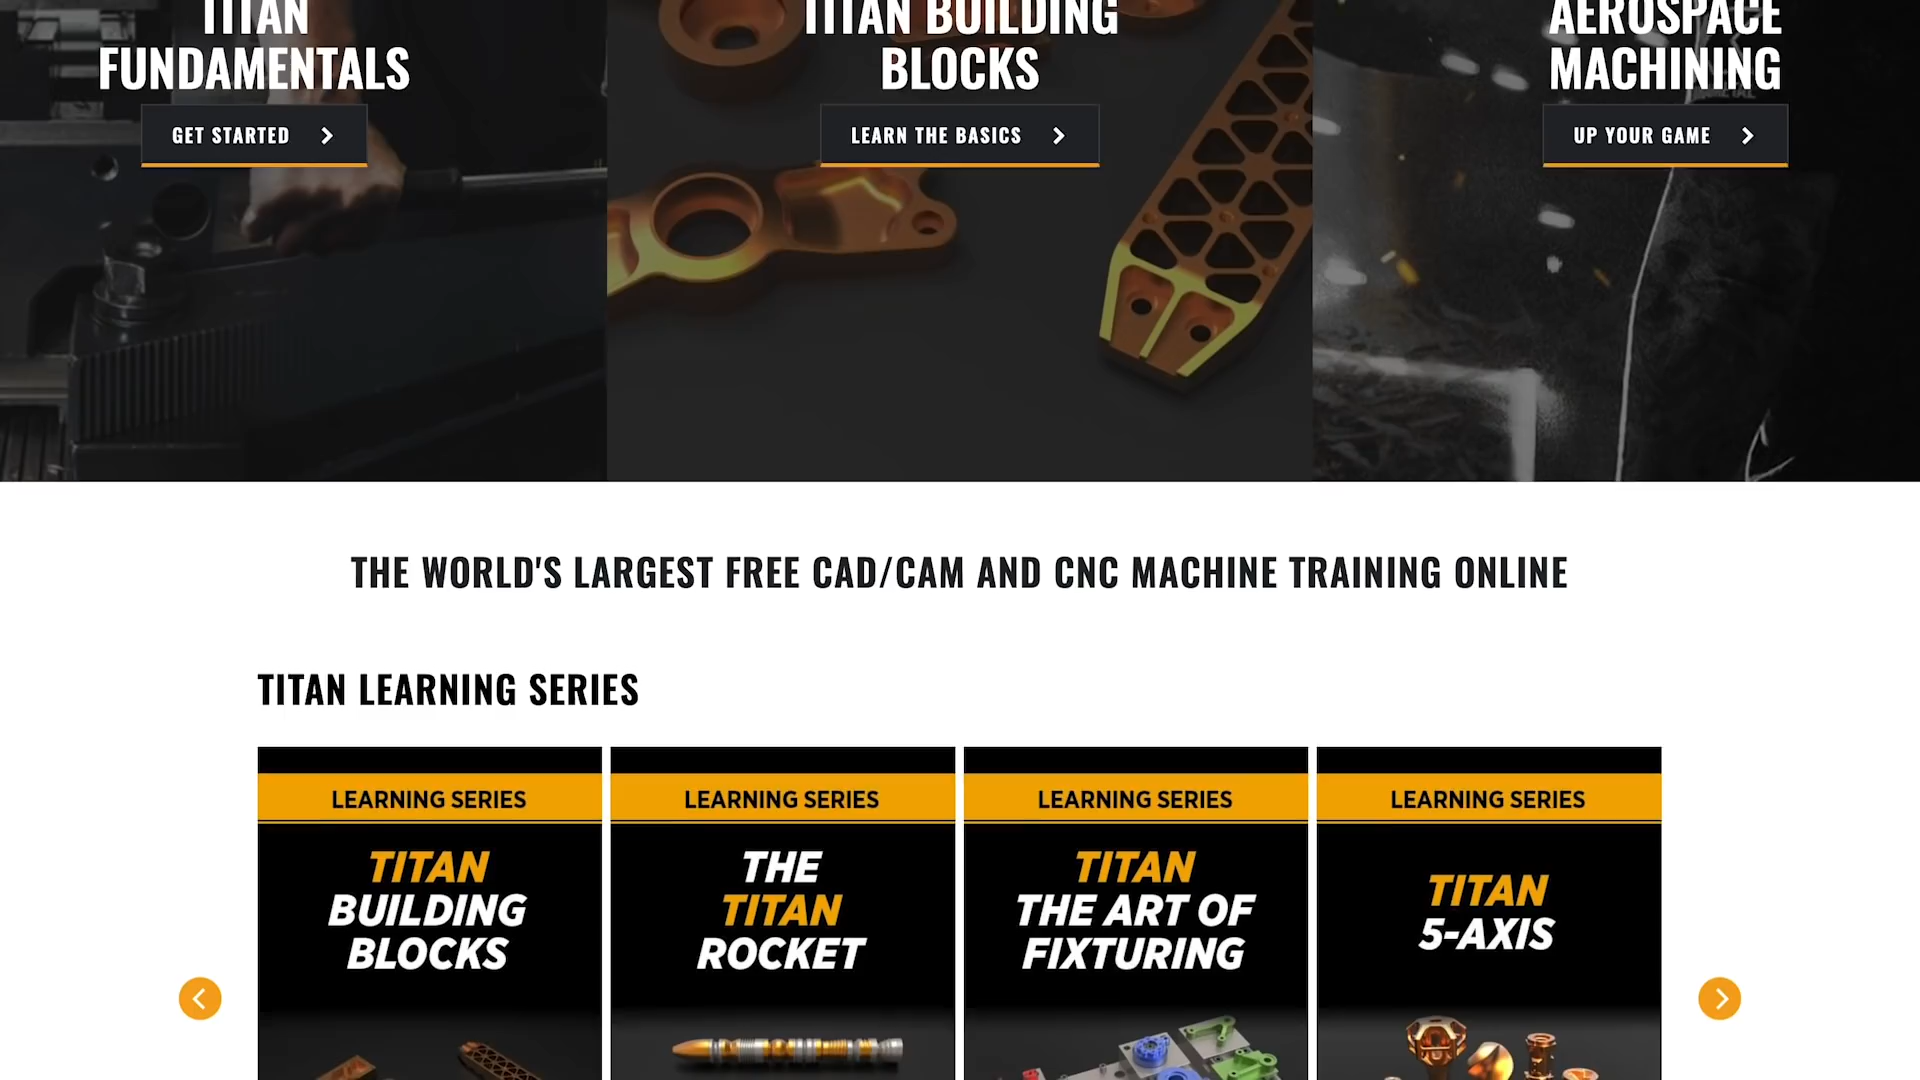 TITAN
FUNDAMENTALS
GET STARTED
TITAN BUILDING
BLOCKS
LEARN THE BASICS
AEROSPACE
MACHINING
UP YOUR GAME
THE WORLD'S LARGEST FREE CAD/CAM AND CNC MACHINE TRAINING ONLINE
TITAN LEARNING SERIES
LEARNING SERIES
TITAN
BUILDING
BLOCKS
LEARNING SERIES
THE
TITAN
ROCKET
LEARNING SERIES
TITAN
THE ART OF
FIXTURING
LEARNING SERIES
TITAN
5-AXIS